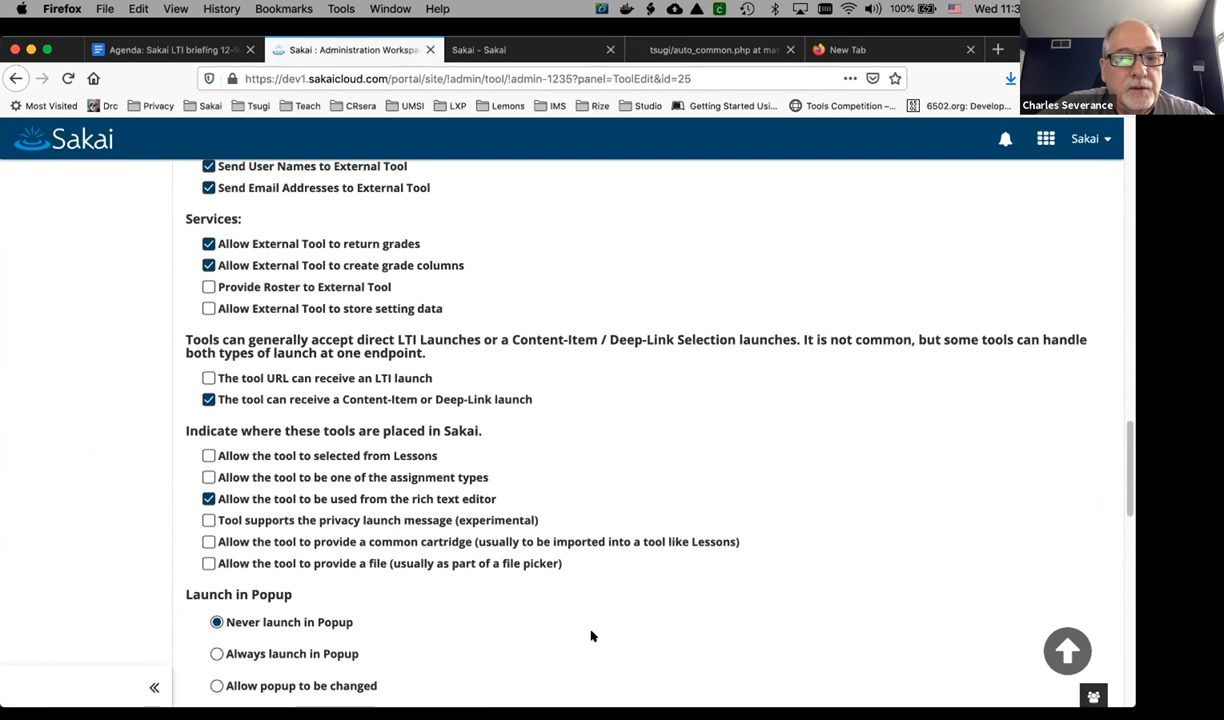 Firefox File Edit View History Bookmarks Tools Window Help 100% Wed 11:3
Agenda: Sakai LTI briefing 12-9 Sakai : Administration Workspa Sakai - Sakai tsugi/auto_common.php at ma New Tab
https://dev1.sakaicloud.com/portal/site/!admin/tool/!admin-1235?panel=ToolEdit&id=25
Most Visited Drc Privacy Sakai Tsugi Teach CRsera UMSI LXP Lemons IMS Rize Studio Getting Started Usi... Tools Competition –... 6502.org: Develop...
Charles Severance
Sakai Sakai
Send User Names to External Tool
Send Email Addresses to External Tool
Services:
Allow External Tool to return grades
Allow External Tool to create grade columns
Provide Roster to External Tool
Allow External Tool to store setting data
Tools can generally accept direct LTI Launches or a Content-Item / Deep-Link Selection launches. It is not common, but some tools can handle
both types of launch at one endpoint.
The tool URL can receive an LTI launch
The tool can receive a Content-Item or Deep-Link launch
Indicate where these tools are placed in Sakai.
Allow the tool to selected from Lessons
Allow the tool to be one of the assignment types
Allow the tool to be used from the rich text editor
Tool supports the privacy launch message (experimental)
Allow the tool to provide a common cartridge (usually to be imported into a tool like Lessons)
Allow the tool to provide a file (usually as part of a file picker)
Launch in Popup
Never launch in Popup
Always launch in Popup
Allow popup to be changed